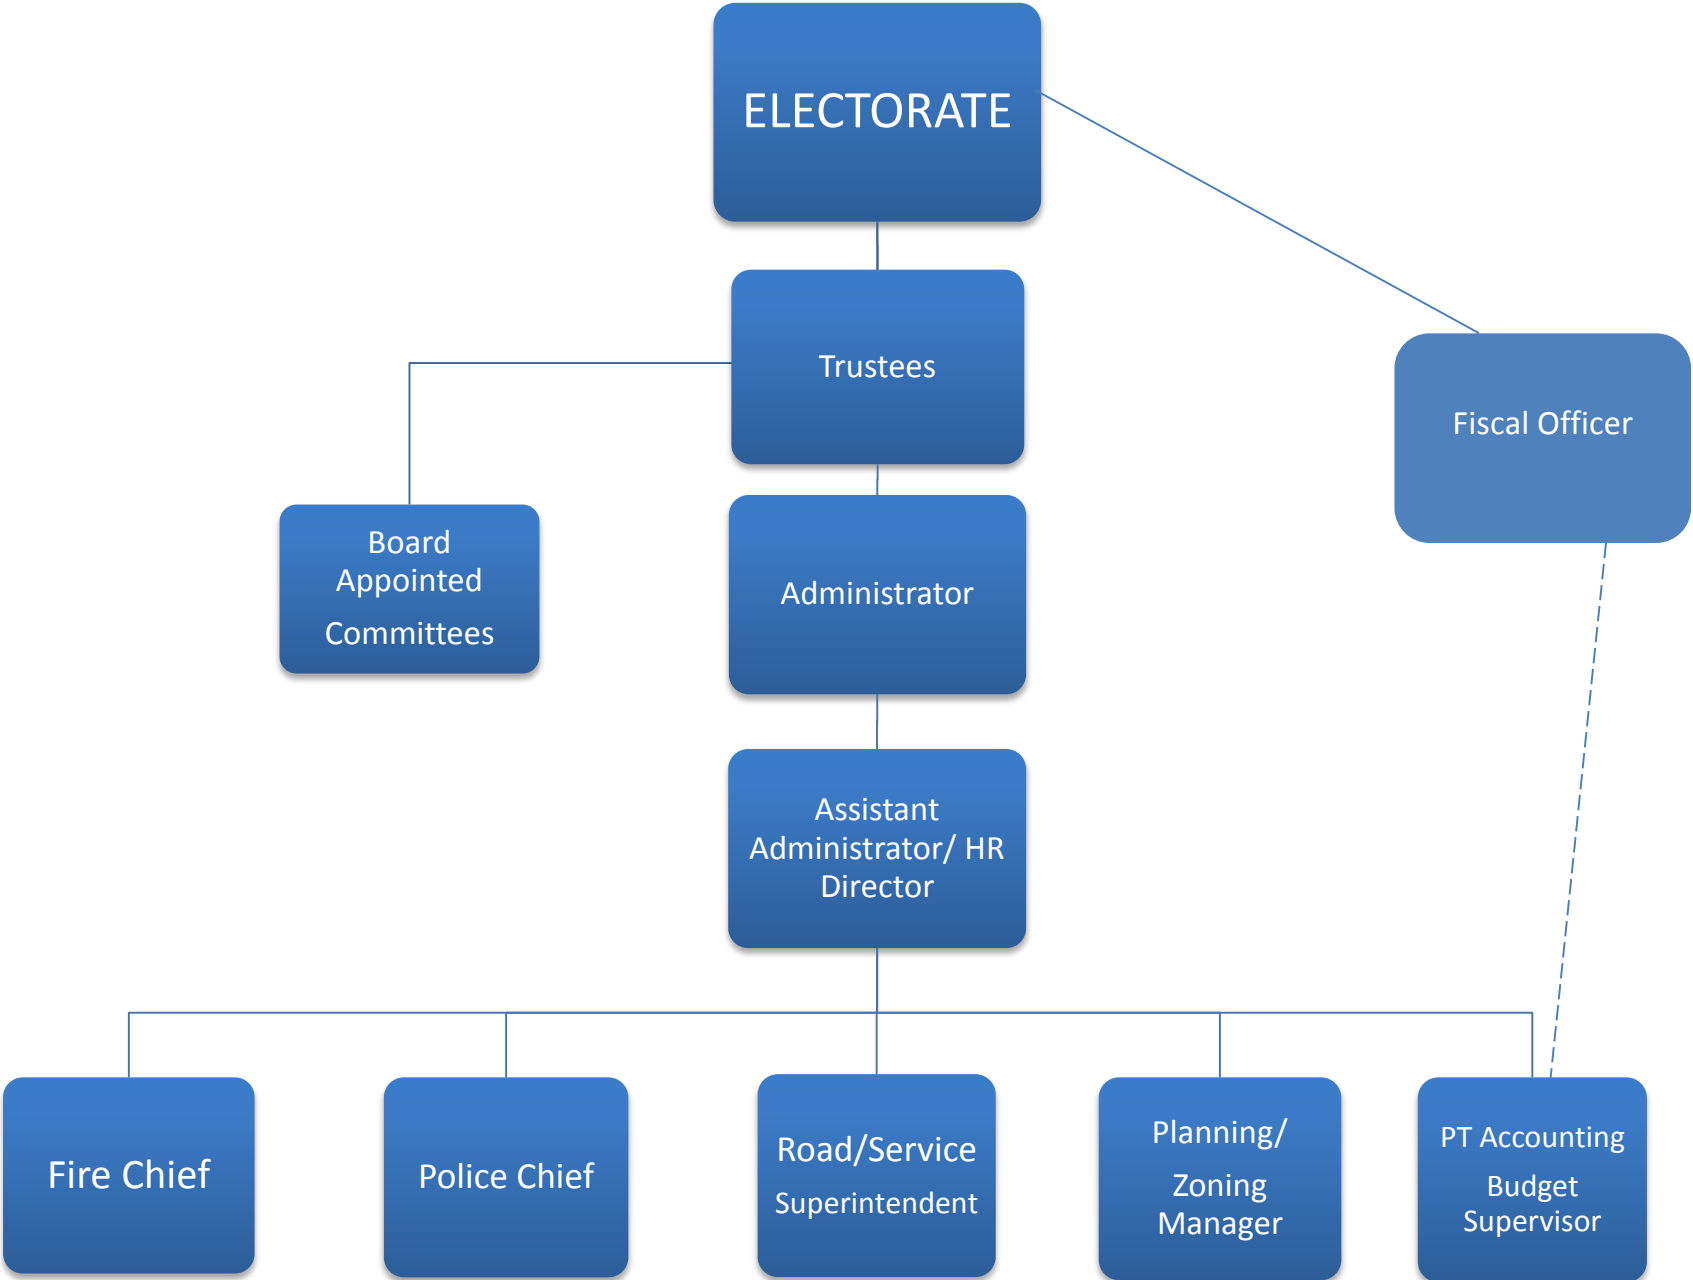 ELECTORATE
Trustees
Fiscal Officer
Board
Appointed
Committees
Administrator
Assistant
Administrator/ HR
Director
Fire Chief
Police Chief
Road/Service
Superintendent
Planning/
Zoning
Manager
PT Accounting
Budget
Supervisor